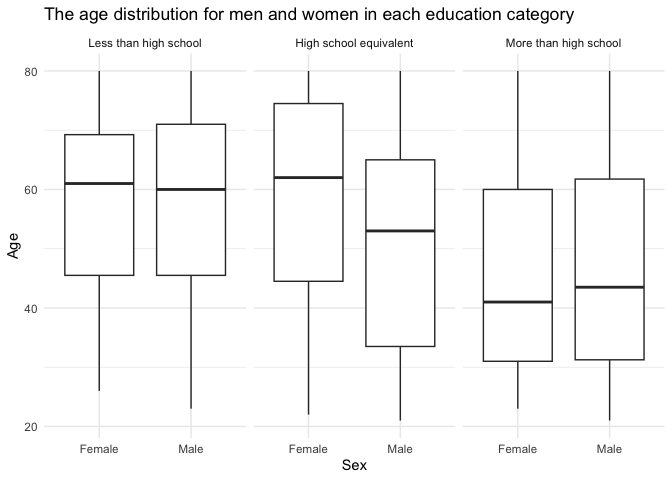 The age distribution for men and women in each education category
Less than high school High school equivalent More than high school
80
60
40
20
Age
Female Male Female Male Female Male
Sex